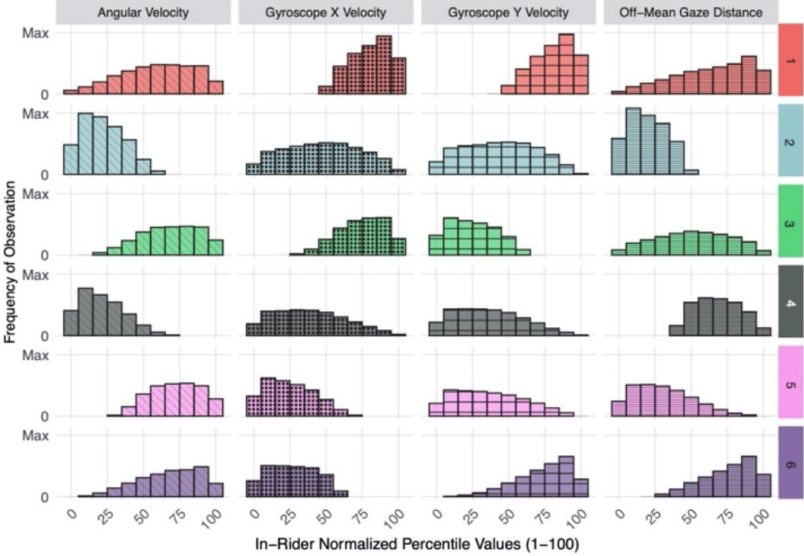 Angular Velocity Gyroscope X Velocity Gyroscope Y Velocity Off-Mean Gaze Distance
Max
0
1
Max
0
2
Max
0
3
Max
0
4
Max
0
5
Max
0
6
Frequency of Observation
0 25 50 75 100 0 25 50 75 100 0 25 50 75 100 0 25 50 75 100
In-Rider Normalized Percentile Values (1-100)